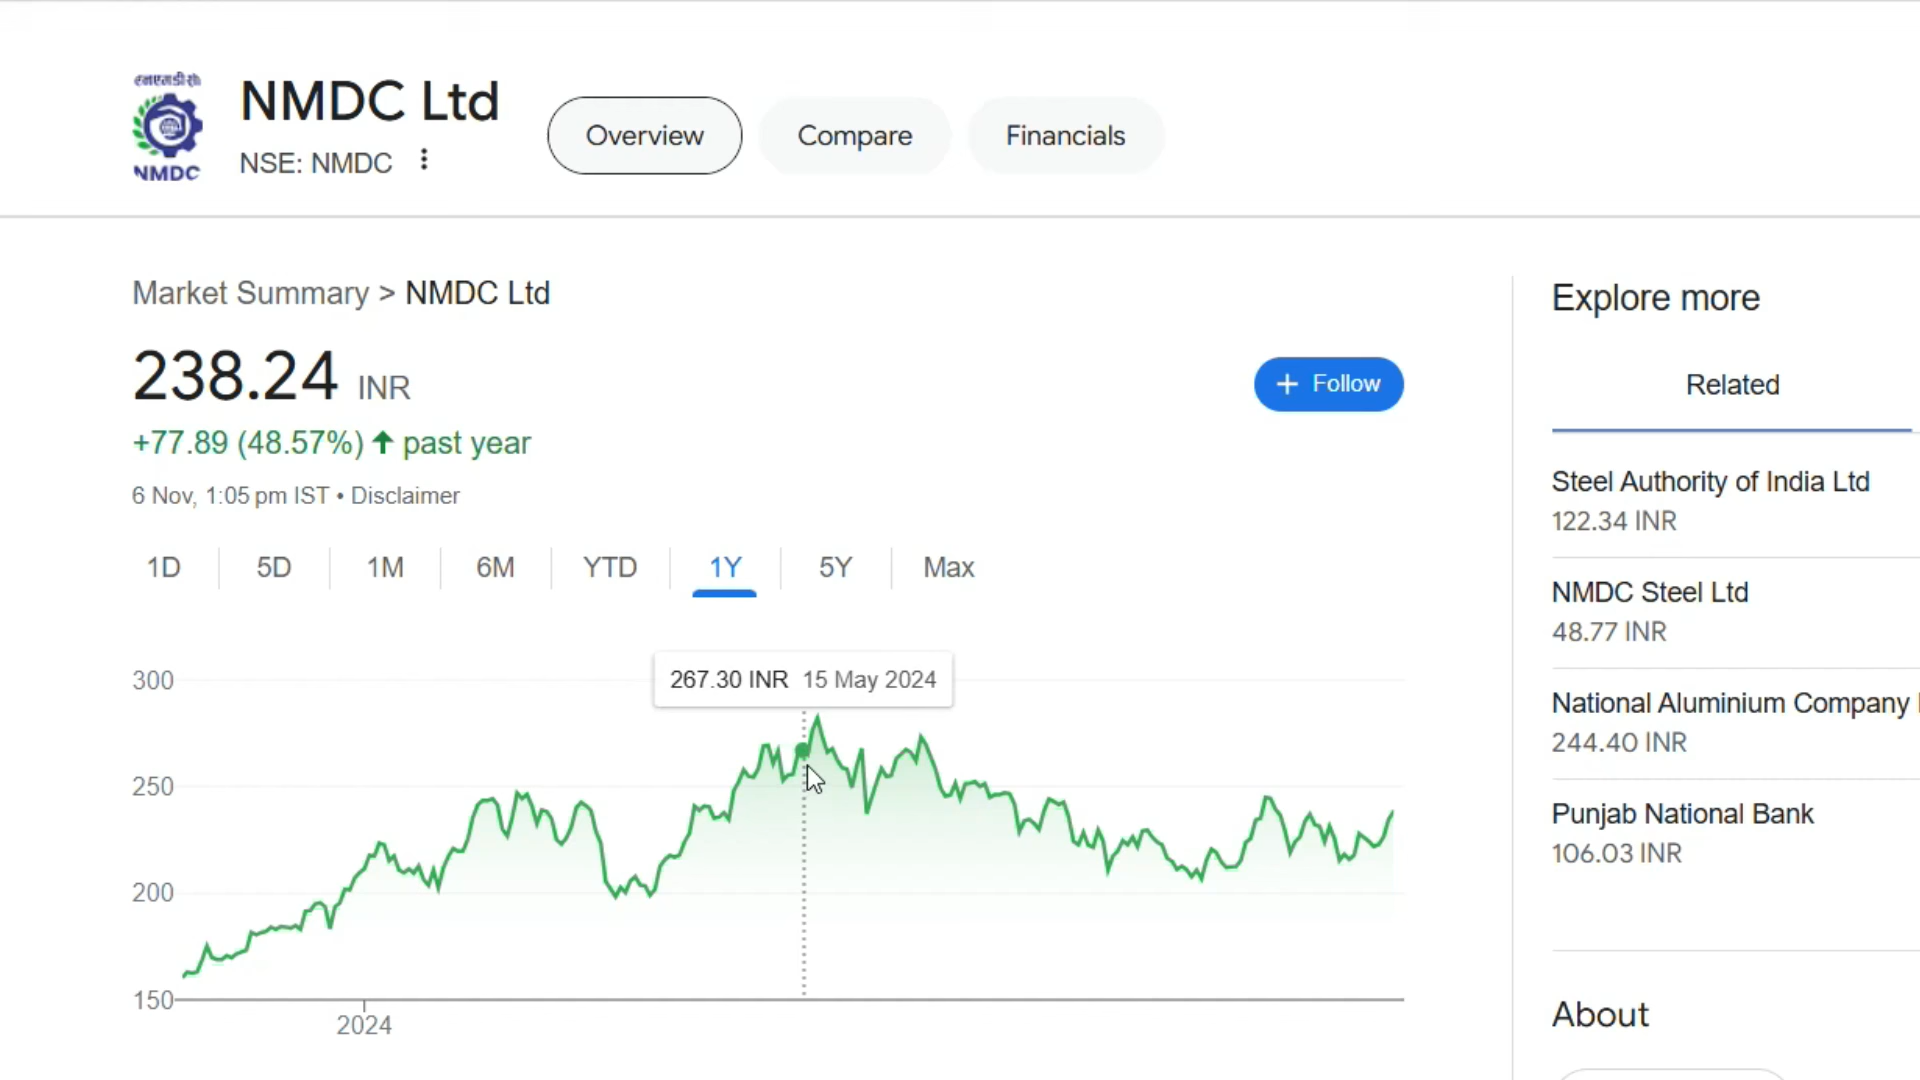 एनएमडीसी
NMDC
NMDC Ltd
NSE: NMDC
Overview
Compare
Financials
Market Summary > NMDC Ltd
238.24 INR
+77.89 (48.57%) ↑ past year
6 Nov, 1:05 pm IST • Disclaimer
+ Follow
1D
5D
1M
6M
YTD
1Y
5Y
Max
267.30 INR 15 May 2024
300
250
200
150
2024
Explore more
Related
Steel Authority of India Ltd
122.34 INR
NMDC Steel Ltd
48.77 INR
National Aluminium Company
244.40 INR
Punjab National Bank
106.03 INR
About